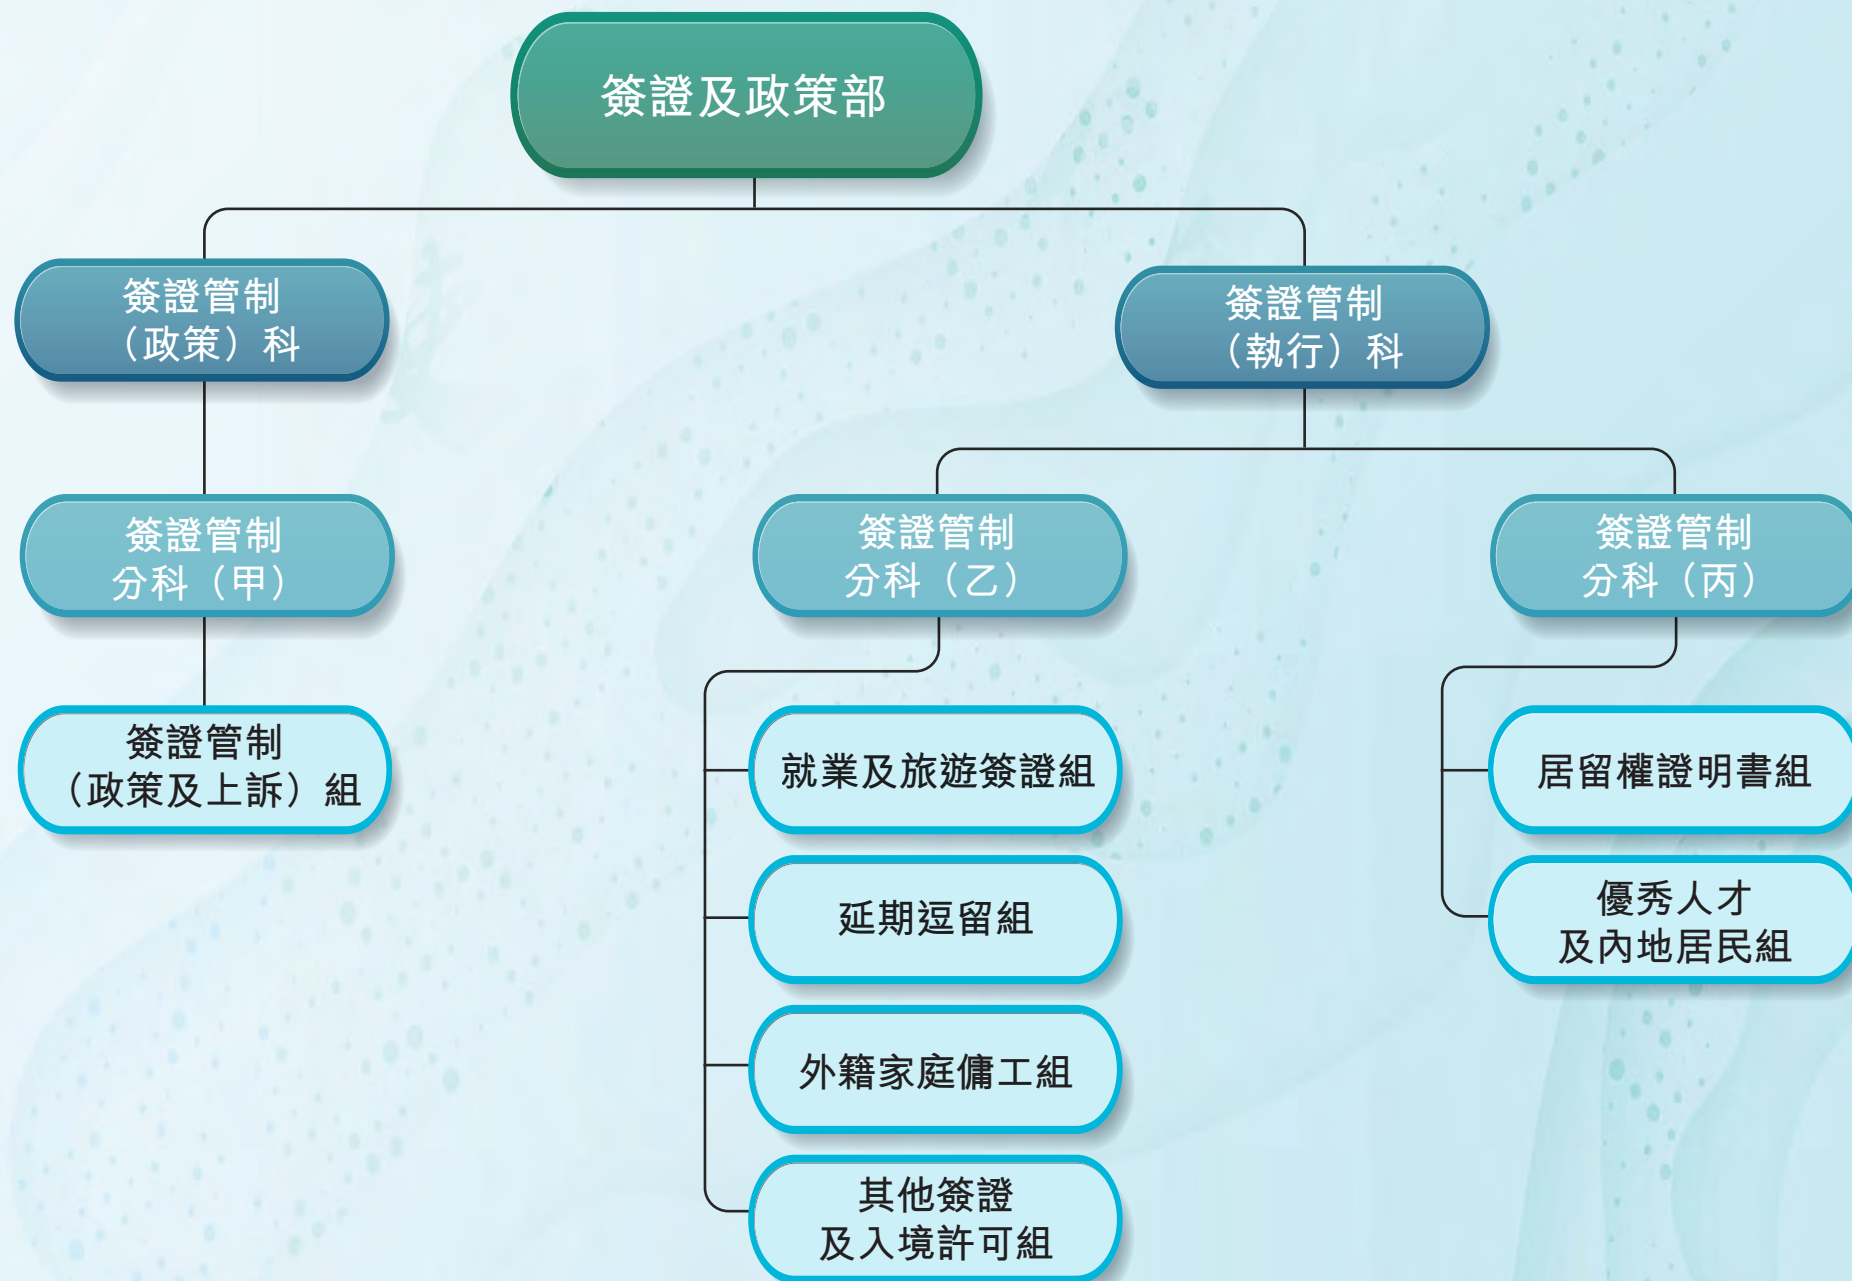 簽證及政策部
簽證管制
（政策）科
簽證管制
（執行）科
簽證管制
分科（甲）
簽證管制
分科（乙）
簽證管制
分科（丙）
簽證管制
（政策及上訴）組
就業及旅遊簽證組
延期逗留組
外籍家庭傭工組
其他簽證
及入境許可組
居留權證明書組
優秀人才
及內地居民組